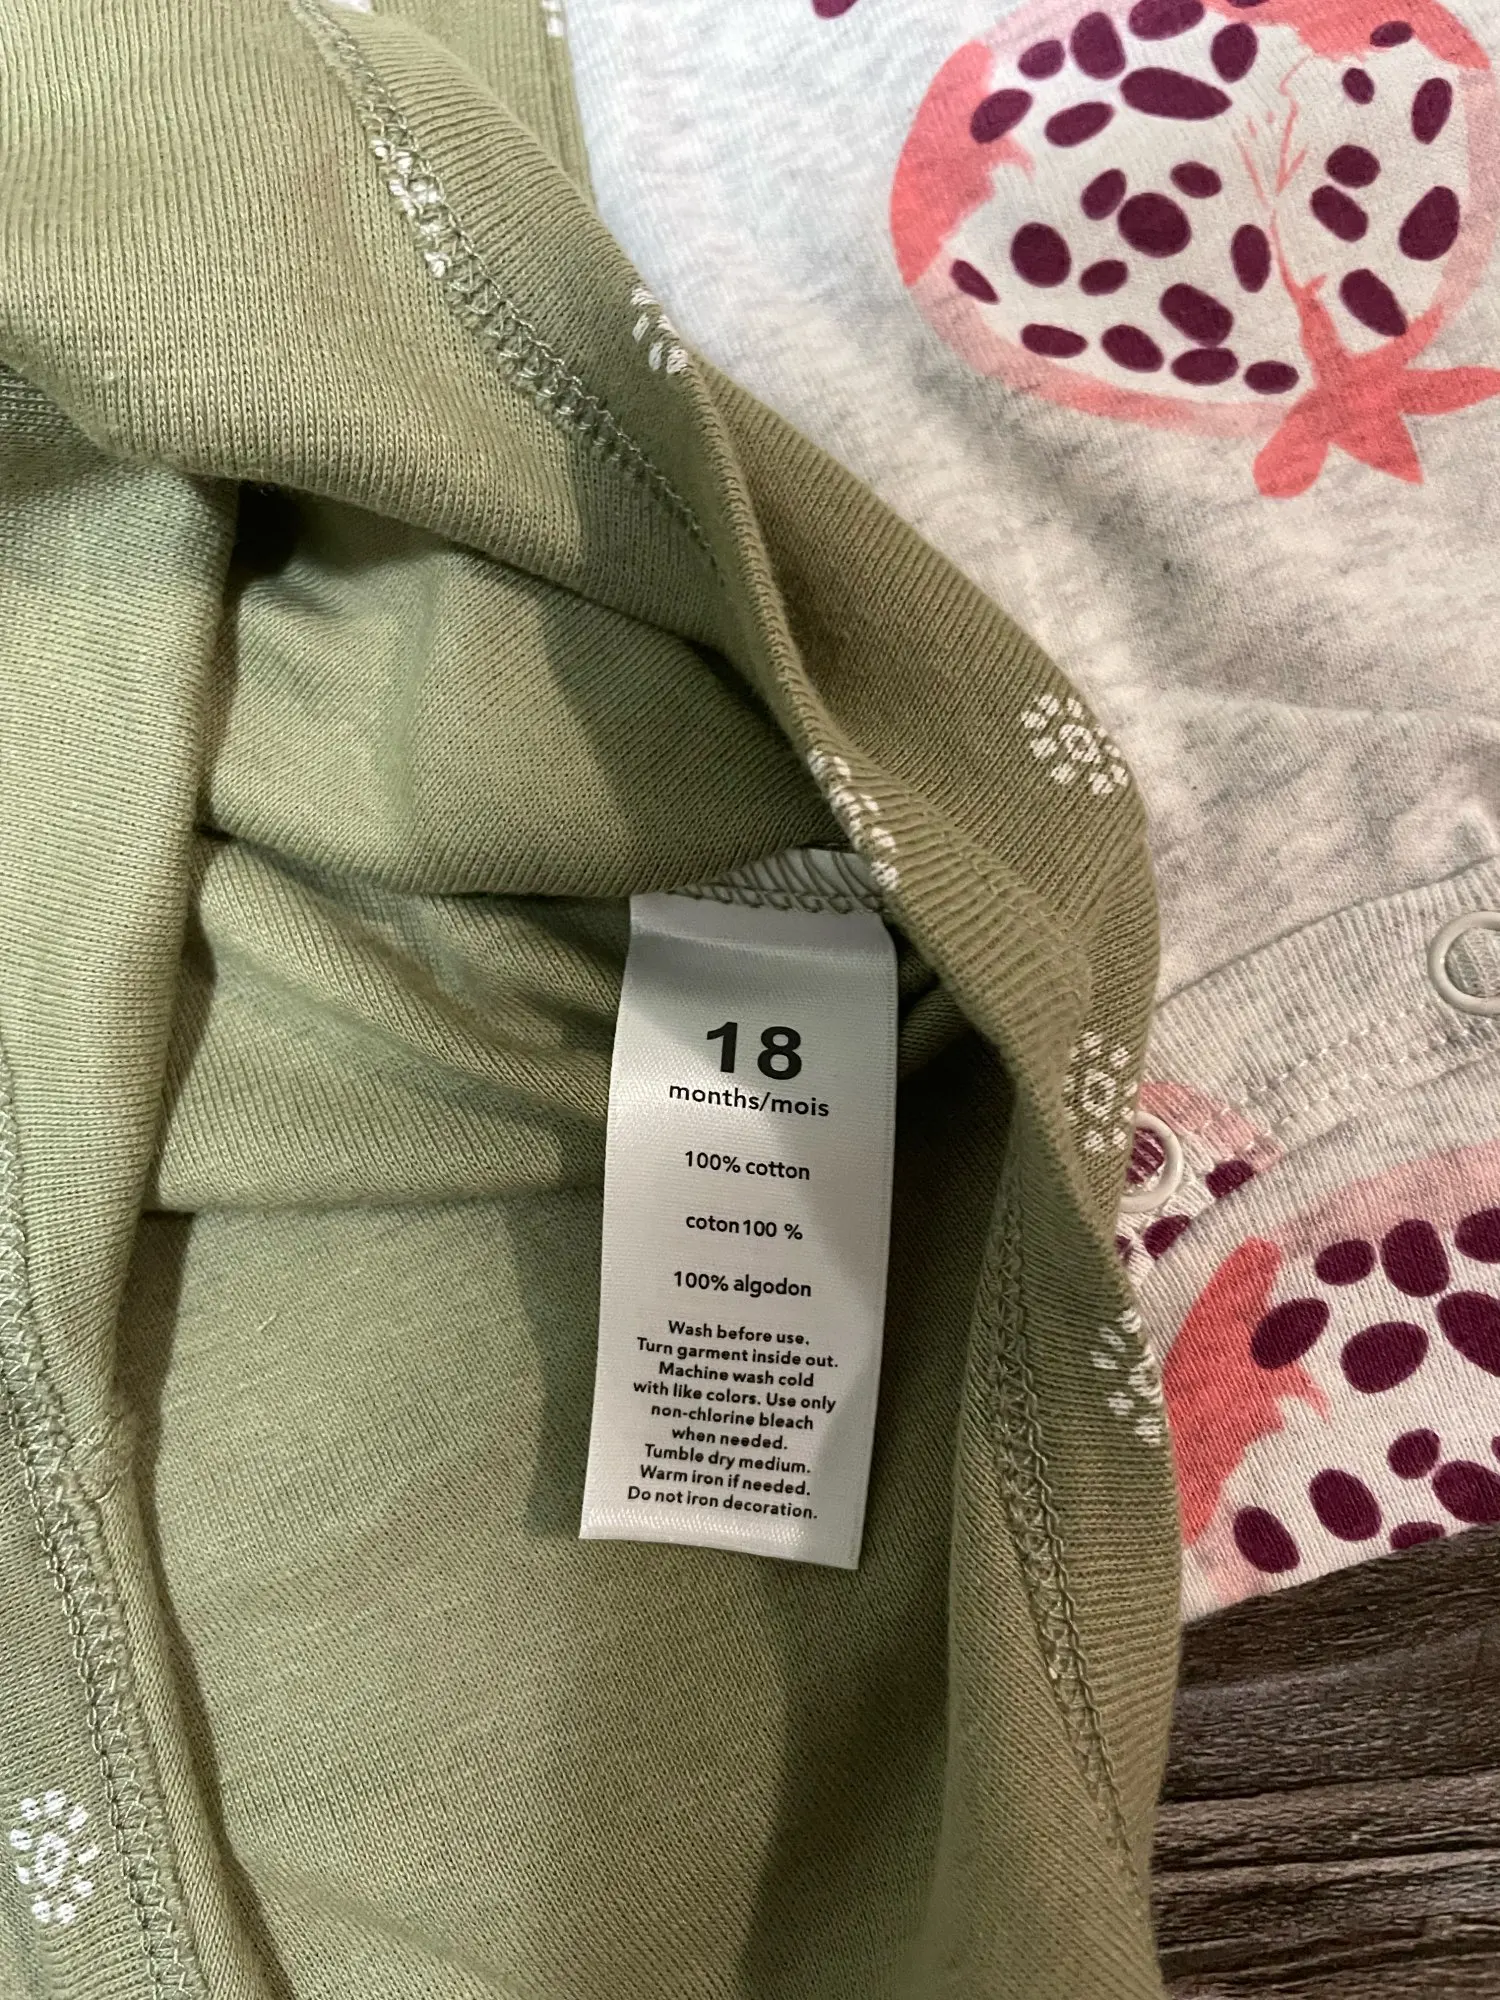 18
months/mois
100% cotton
coton100 %
100% algodon
Wash before use.
Turn garment inside out.
Machine wash cold
with like colors. Use only
non-chlorine bleach
when needed.
Tumble dry medium.
Warm iron if needed.
Do not iron decoration.